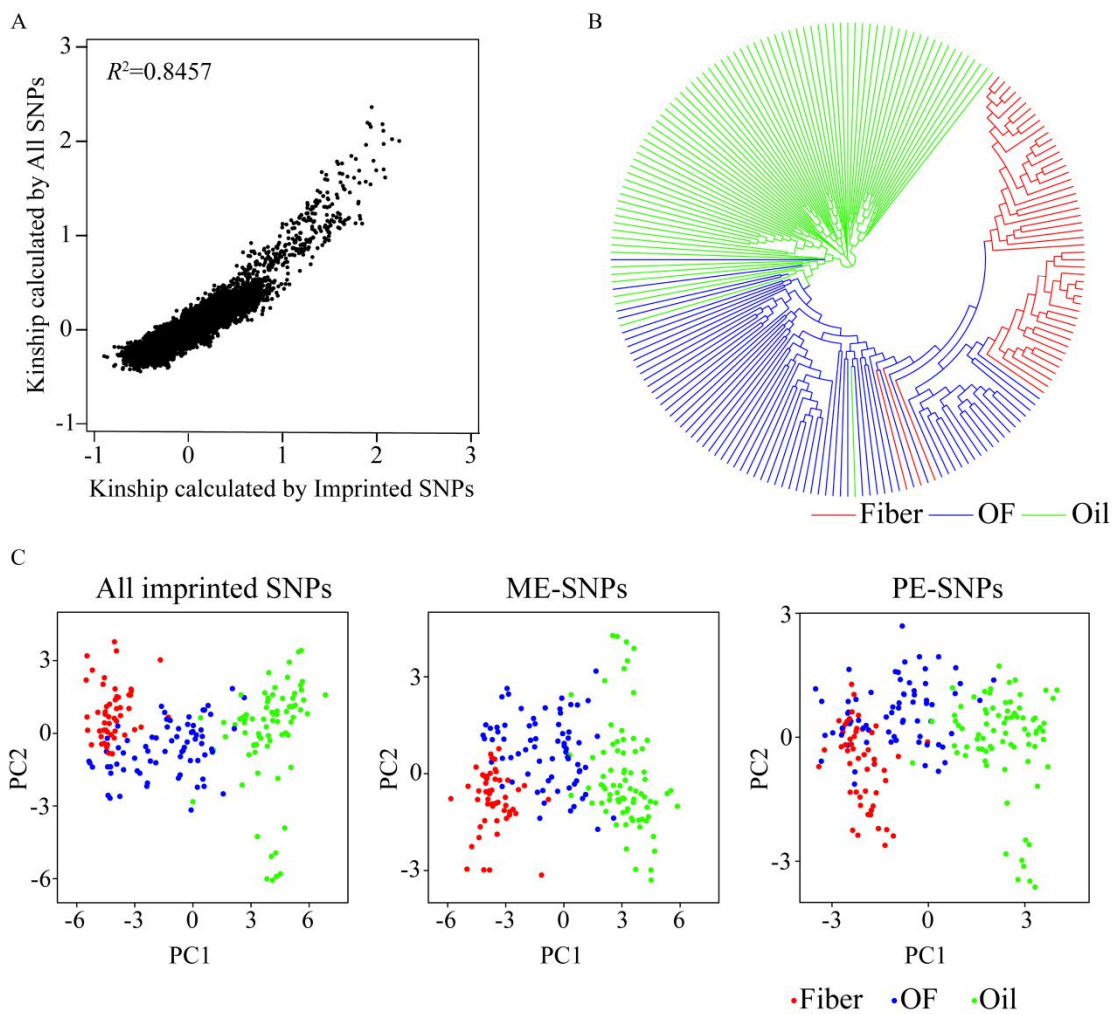 A
R²=0.8457
Kinship calculated by All SNPs
3
2
1
0
-1
-1 0 1 2 3
Kinship calculated by Imprinted SNPs
B
Fiber OF Oil
C
All imprinted SNPs
PC2
3
0
-3
-6
-6 -3 0 3 6
PC1
ME-SNPs
PC2
3
0
-3
-6 -3 0 3 6
PC1
PE-SNPs
PC2
3
0
-3
-3 0 3
PC1
Fiber OF Oil